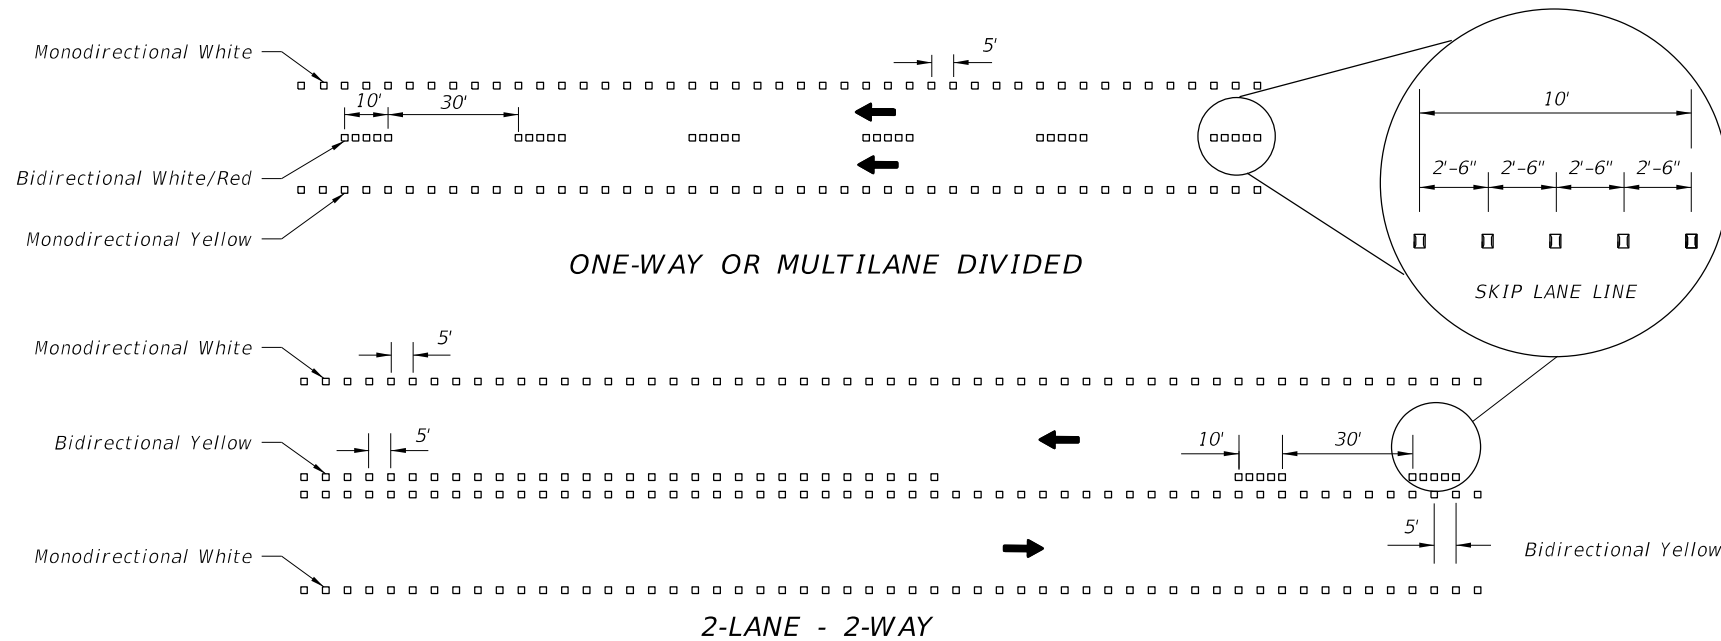 Monodirectional White
5'
10'
30'
Bidirectional White/Red
Monodirectional Yellow
ONE-WAY OR MULTILANE DIVIDED
10'
2'-6" 2'-6" 2'-6" 2'-6"
SKIP LANE LINE
Monodirectional White
5'
Bidirectional Yellow
5'
10'
30'
5'
Bidirectional Yellow
Monodirectional White
2-LANE - 2-WAY